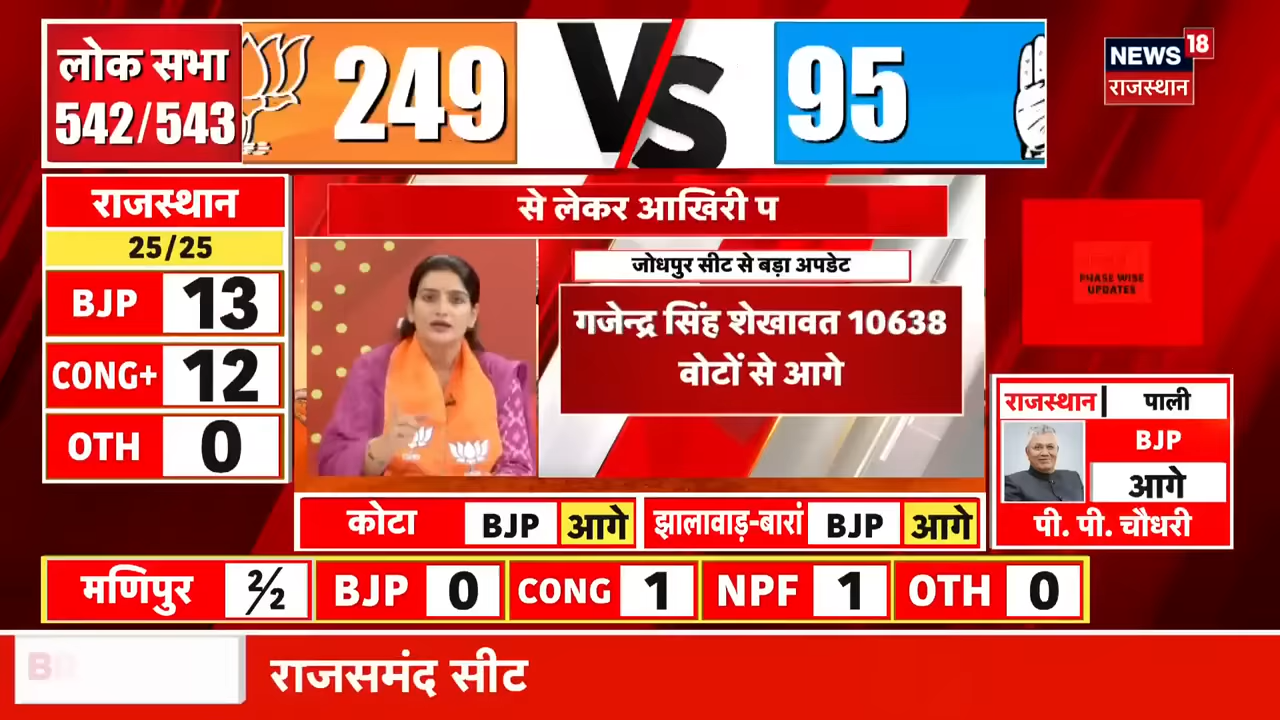 लोक सभा
542/543
249
VS
95
NEWS 18
राजस्थान
राजस्थान
25/25
BJP 13
CONG+ 12
OTH 0
से लेकर आखिरी प
जोधपुर सीट से बड़ा अपडेट
गजेन्द्र सिंह शेखावत 10638
वोटों से आगे
PHASE WISE
UPDATES
राजस्थान| पाली
BJP
आगे
पी. पी. चौधरी
कोटा BJP आगे
झालावाड़-बारां BJP आगे
मणिपुर 2/2 BJP 0 CONG 1 NPF 1 OTH 0
राजसमंद सीट